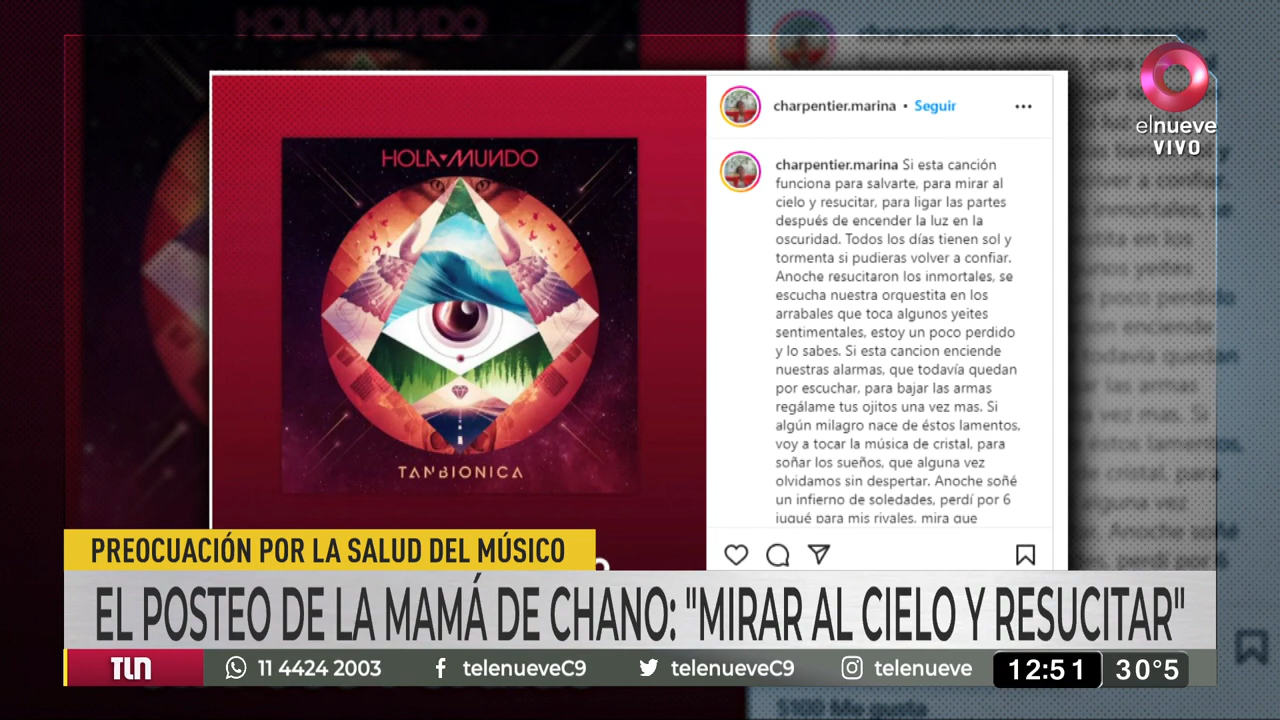 HOLA MUNDO
elnueve
VIVO
charpentier.marina • Seguir
HOLA MUNDO
TANBIONICA
charpentier.marina Si esta canción
funciona para salvarte, para mirar al
cielo y resucitar, para ligar las partes
después de encender la luz en la
oscuridad. Todos los días tienen sol y
tormenta si pudieras volver a confiar.
Anoche resucitaron los inmortales, se
escucha nuestra orquestita en los
arrabales que toca algunos yeites
sentimentales, estoy un poco perdido
y lo sabes. Si esta cancion enciende
nuestras alarmas, que todavía quedan
por escuchar, para bajar las armas
regálame tus ojitos una vez mas. Si
algún milagro nace de éstos lamentos,
voy a tocar la música de cristal, para
soñar los sueños, que alguna vez
olvidamos sin despertar. Anoche soñé
un infierno de soledades, perdí por 6
jugué para mis rivales, mira que
PREOCUACIÓN POR LA SALUD DEL MÚSICO
EL POSTEO DE LA MAMÁ DE CHANO: "MIRAR AL CIELO Y RESUCITAR"
TLN 11 4424 2003 telenueveC9 telenueveC9 telenueve 12:51 30°5